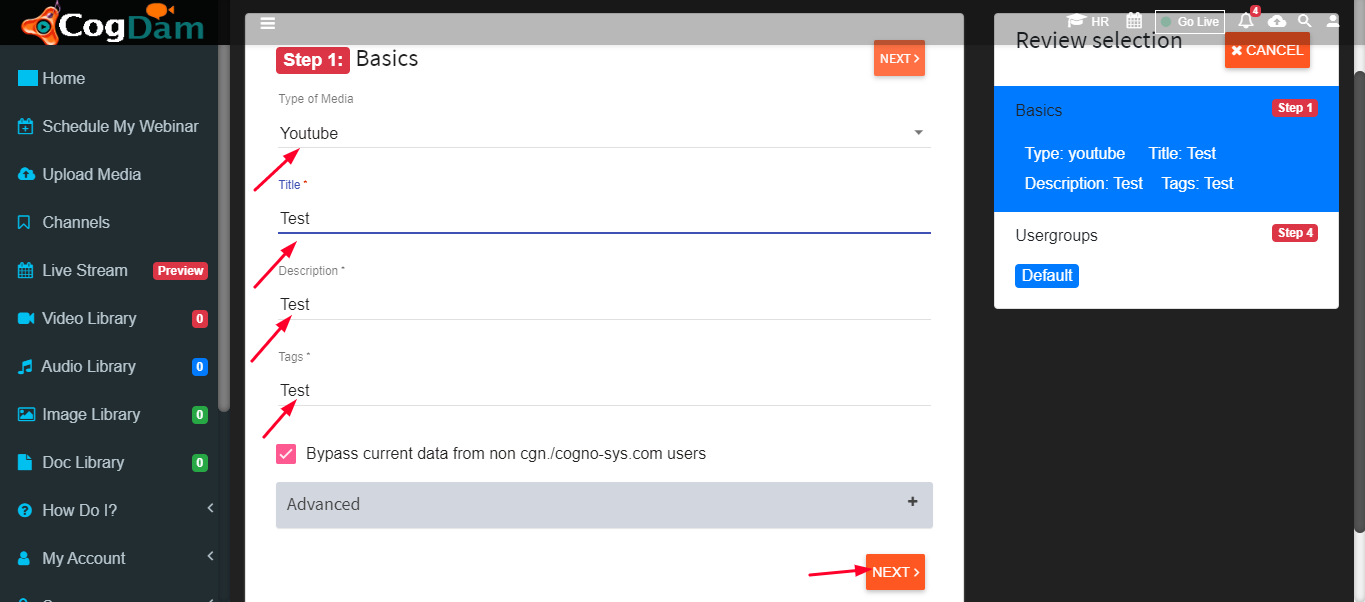 CogDam
HR
Go Live
4
Home
Schedule My Webinar
Upload Media
Channels
Live Stream Preview
Video Library 0
Audio Library 0
Image Library 0
Doc Library 0
How Do I?
My Account
Step 1: Basics
NEXT
Type of Media
Youtube
Title *
Test
Description *
Test
Tags *
Test
Bypass current data from non cgn./cogno-sys.com users
Advanced +
NEXT
Review selection
CANCEL
Basics Step 1
Type: youtube Title: Test
Description: Test Tags: Test
Usergroups Step 4
Default